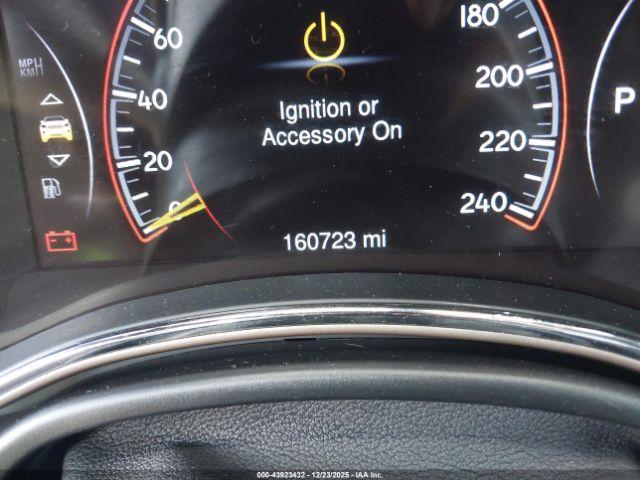 60
180
MPH
KM/H
Ignition or
Accessory On
40
200
P
20
220
0
240
160723 mi
000-43923432 - 12/23/2025 - IAA Inc.